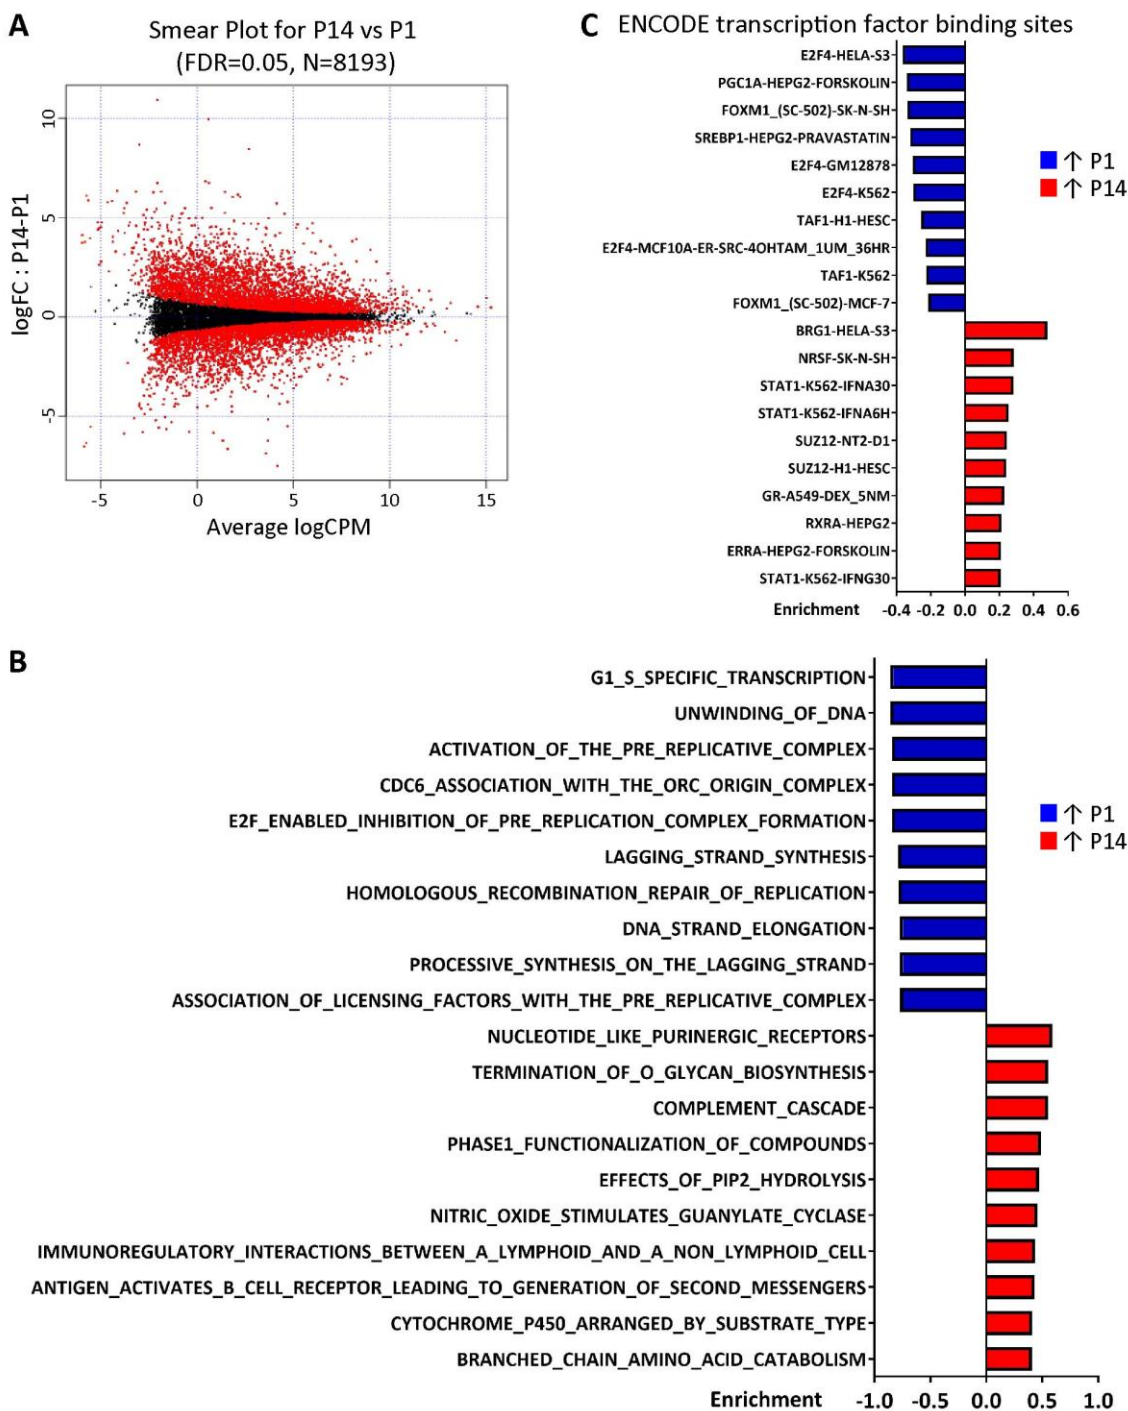 A
Smear Plot for P14 vs P1
(FDR=0.05, N=8193)
logFC : P14-P1
10
5
0
-5
-5 0 5 10 15
Average logCPM
C ENCODE transcription factor binding sites
E2F4-HELA-S3
PGC1A-HEPG2-FORSKOLIN
FOXM1_(SC-502)-SK-N-SH
SREBP1-HEPG2-PRAVASTATIN
E2F4-GM12878
E2F4-K562
TAF1-H1-HESC
E2F4-MCF10A-ER-SRC-4OHTAM_1UM_36HR
TAF1-K562
FOXM1_(SC-502)-MCF-7
BRG1-HELA-S3
NRSF-SK-N-SH
STAT1-K562-IFNA30
STAT1-K562-IFNA6H
SUZ12-NT2-D1
SUZ12-H1-HESC
GR-A549-DEX_5NM
RXRA-HEPG2
ERRA-HEPG2-FORSKOLIN
STAT1-K562-IFNG30
Enrichment -0.4 -0.2 0.0 0.2 0.4 0.6
↑ P1
↑ P14
B
G1_S_SPECIFIC_TRANSCRIPTION
UNWINDING_OF_DNA
ACTIVATION_OF_THE_PRE_REPLICATIVE_COMPLEX
CDC6_ASSOCIATION_WITH_THE_ORC_ORIGIN_COMPLEX
E2F_ENABLED_INHIBITION_OF_PRE_REPLICATION_COMPLEX_FORMATION
LAGGING_STRAND_SYNTHESIS
HOMOLOGOUS_RECOMBINATION_REPAIR_OF_REPLICATION
DNA_STRAND_ELONGATION
PROCESSIVE_SYNTHESIS_ON_THE_LAGGING_STRAND
ASSOCIATION_OF_LICENSING_FACTORS_WITH_THE_PRE_REPLICATIVE_COMPLEX
NUCLEOTIDE_LIKE_PURINERGIC_RECEPTORS
TERMINATION_OF_O_GLYCAN_BIOSYNTHESIS
COMPLEMENT_CASCADE
PHASE1_FUNCTIONALIZATION_OF_COMPOUNDS
EFFECTS_OF_PIP2_HYDROLYSIS
NITRIC_OXIDE_STIMULATES_GUANYLATE_CYCLASE
IMMUNOREGULATORY_INTERACTIONS_BETWEEN_A_LYMPHOID_AND_A_NON_LYMPHOID_CELL
ANTIGEN_ACTIVATES_B_CELL_RECEPTOR_LEADING_TO_GENERATION_OF_SECOND_MESSENGERS
CYTOCHROME_P450_ARRANGED_BY_SUBSTRATE_TYPE
BRANCHED_CHAIN_AMINO_ACID_CATABOLISM
Enrichment -1.0 -0.5 0.0 0.5 1.0
↑ P1
↑ P14